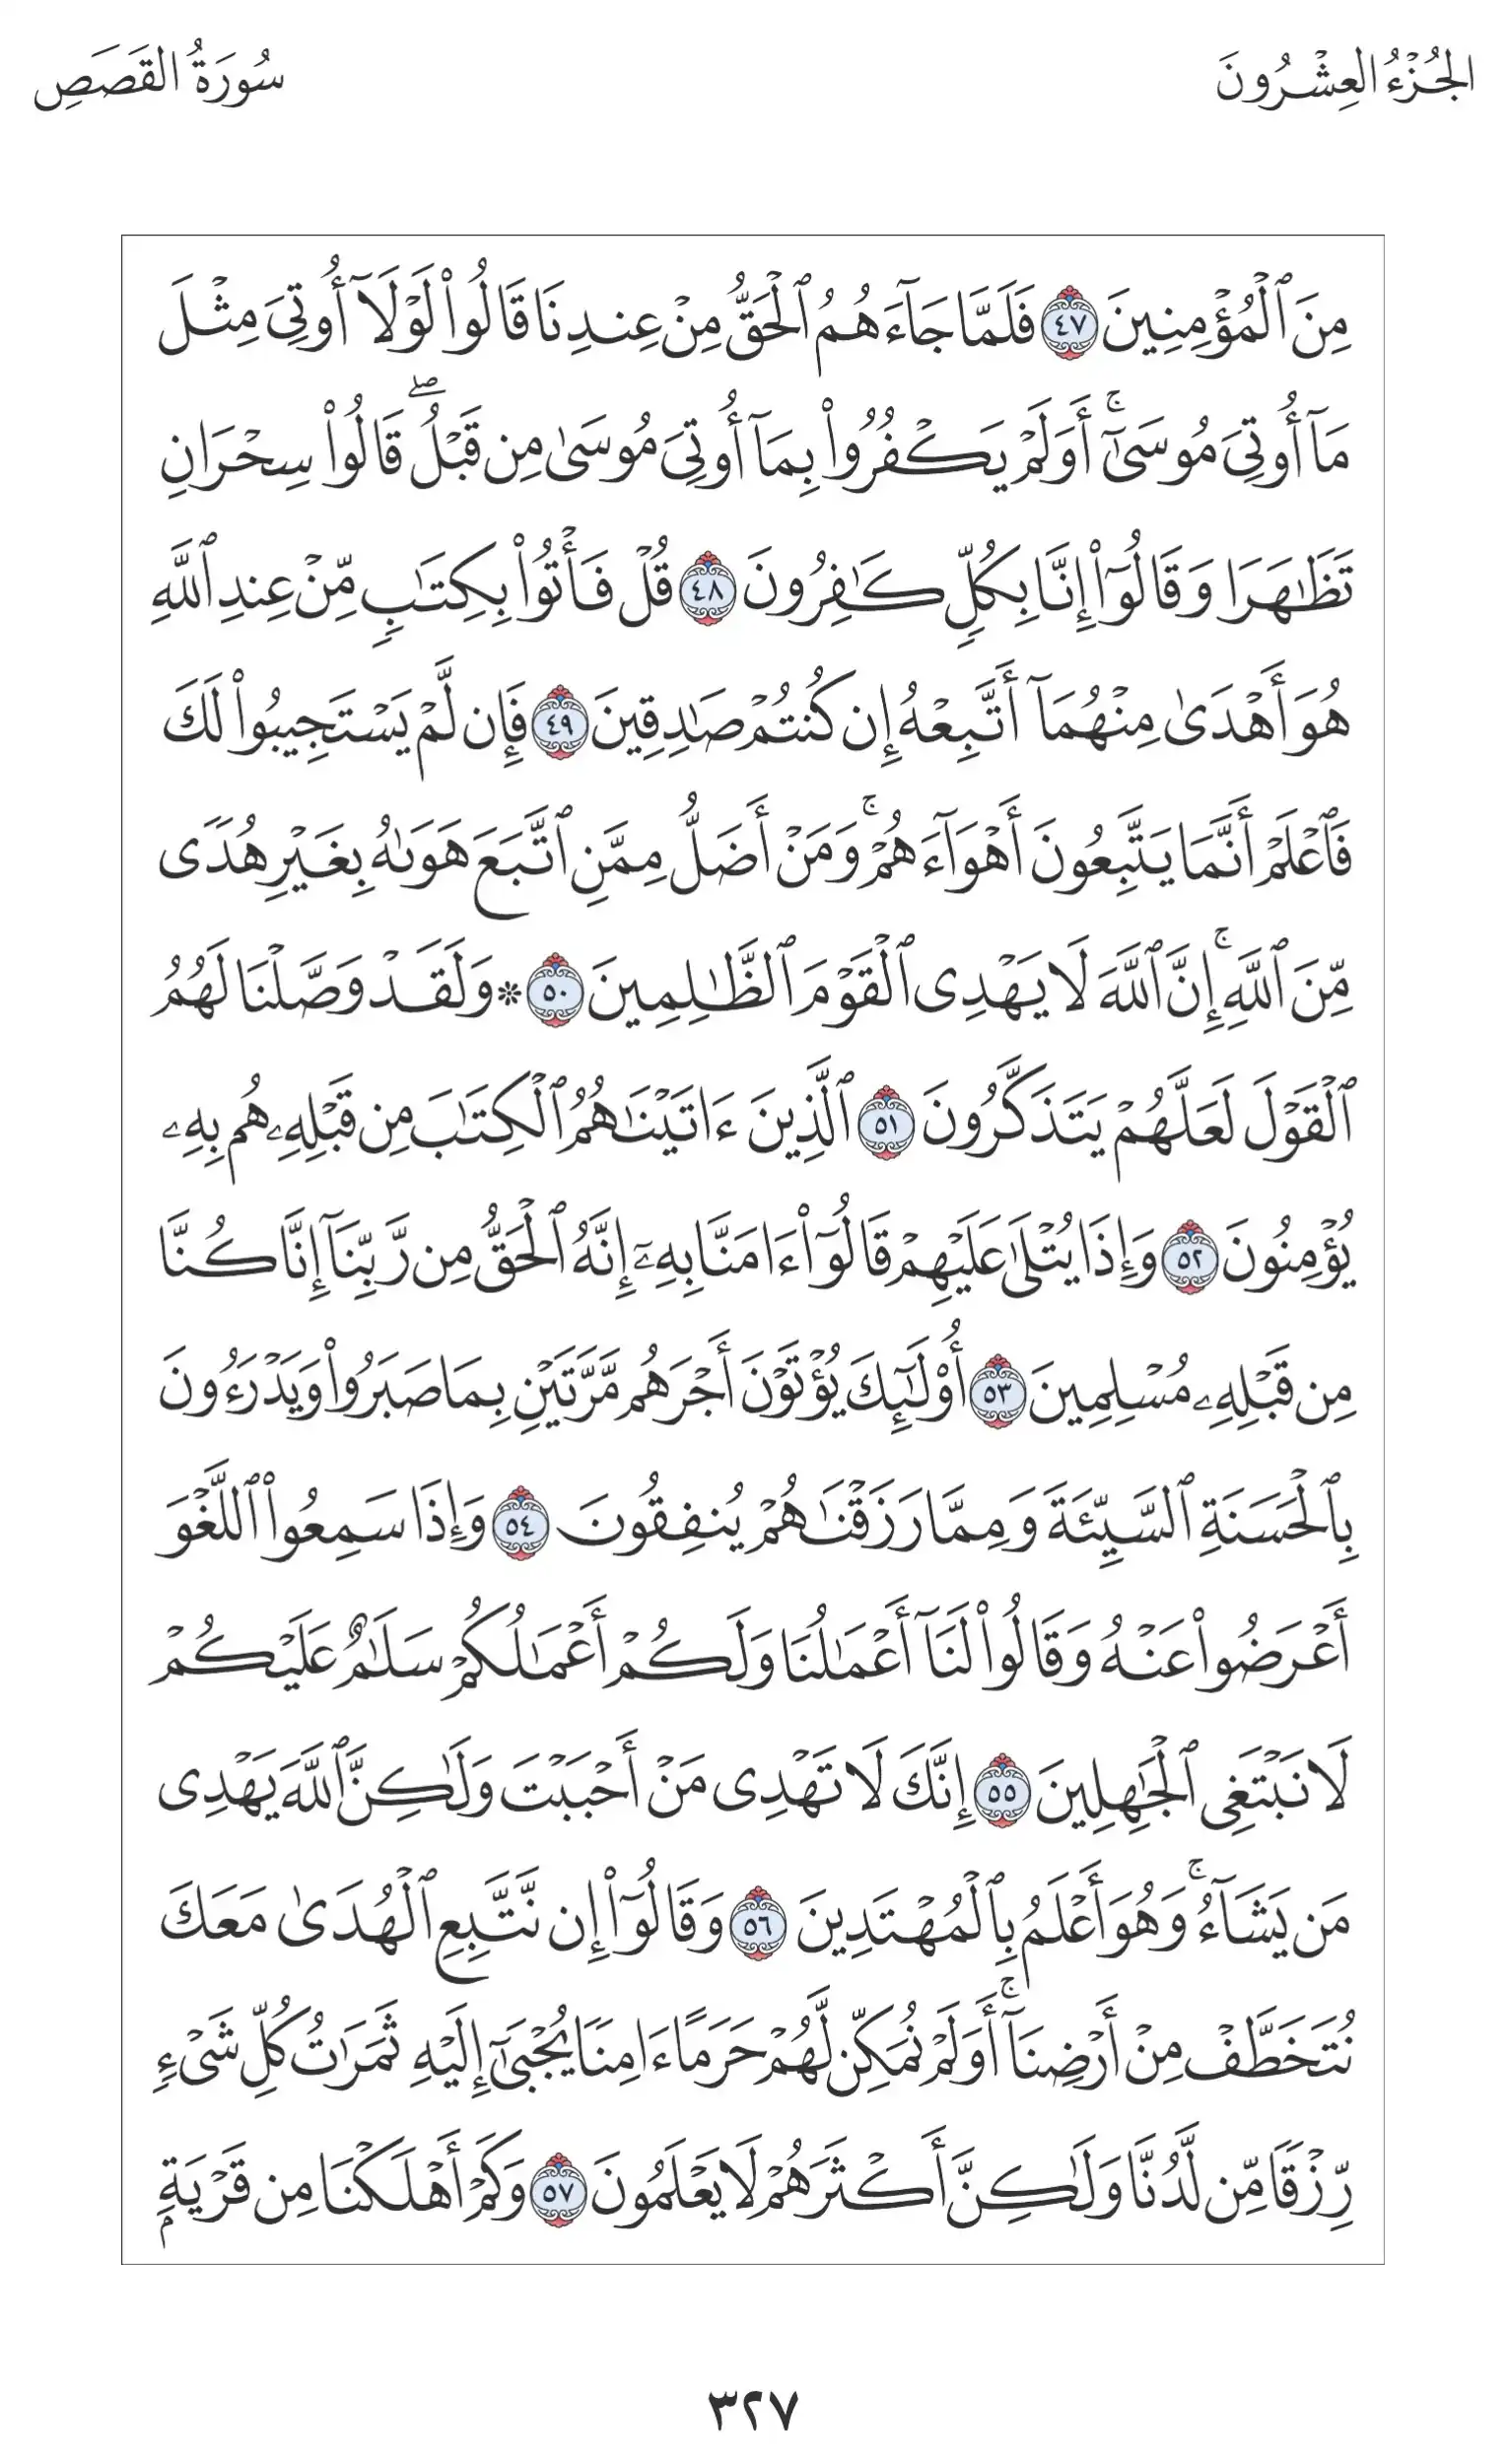 الجُزْءُ العِشْرُونَ
سُورَةُ القَصَصِ
مِنَ ٱلْمُؤْمِنِينَ ٤٧ فَلَمَّا جَآءَهُمُ ٱلْحَقُّ مِنْ عِندِنَا قَالُوا۟ لَوْلَآ أُوتِىَ مِثْلَ
مَآ أُوتِىَ مُوسَىٰٓ ۚ أَوَلَمْ يَكْفُرُوا۟ بِمَآ أُوتِىَ مُوسَىٰ مِن قَبْلُ ۖ قَالُوا۟ سِحْرَانِ
تَظَٰهَرَا وَقَالُوٓا۟ إِنَّا بِكُلٍّ كَٰفِرُونَ ٤٨ قُلْ فَأْتُوا۟ بِكِتَٰبٍ مِّنْ عِندِ ٱللَّهِ
هُوَ أَهْدَىٰ مِنْهُمَآ أَتَّبِعْهُ إِن كُنتُمْ صَٰدِقِينَ ٤٩ فَإِن لَّمْ يَسْتَجِيبُوا۟ لَكَ
فَٱعْلَمْ أَنَّمَا يَتَّبِعُونَ أَهْوَآءَهُمْ ۚ وَمَنْ أَضَلُّ مِمَّنِ ٱتَّبَعَ هَوَىٰهُ بِغَيْرِ هُدًى
مِّنَ ٱللَّهِ ۚ إِنَّ ٱللَّهَ لَا يَهْدِى ٱلْقَوْمَ ٱلظَّٰلِمِينَ ٥٠ * وَلَقَدْ وَصَّلْنَا لَهُمُ
ٱلْقَوْلَ لَعَلَّهُمْ يَتَذَكَّرُونَ ٥١ ٱلَّذِينَ ءَاتَيْنَٰهُمُ ٱلْكِتَٰبَ مِن قَبْلِهِۦ هُم بِهِۦ
يُؤْمِنُونَ ٥٢ وَإِذَا يُتْلَىٰ عَلَيْهِمْ قَالُوٓا۟ ءَامَنَّا بِهِۦٓ إِنَّهُ ٱلْحَقُّ مِن رَّبِّنَآ إِنَّا كُنَّا
مِن قَبْلِهِۦ مُسْلِمِينَ ٥٣ أُو۟لَٰٓئِكَ يُؤْتَوْنَ أَجْرَهُم مَّرَّتَيْنِ بِمَا صَبَرُوا۟ وَيَدْرَءُونَ
بِٱلْحَسَنَةِ ٱلسَّيِّئَةَ وَمِمَّا رَزَقْنَٰهُمْ يُنفِقُونَ ٥٤ وَإِذَا سَمِعُوا۟ ٱللَّغْوَ
أَعْرَضُوا۟ عَنْهُ وَقَالُوا۟ لَنَآ أَعْمَٰلُنَا وَلَكُمْ أَعْمَٰلُكُمْ سَلَٰمٌ عَلَيْكُمْ
لَا نَبْتَغِى ٱلْجَٰهِلِينَ ٥٥ إِنَّكَ لَا تَهْدِى مَنْ أَحْبَبْتَ وَلَٰكِنَّ ٱللَّهَ يَهْدِى
مَن يَشَآءُ ۚ وَهُوَ أَعْلَمُ بِٱلْمُهْتَدِينَ ٥٦ وَقَالُوٓا۟ إِن نَّتَّبِعِ ٱلْهُدَىٰ مَعَكَ
نُتَخَطَّفْ مِنْ أَرْضِنَآ ۚ أَوَلَمْ نُمَكِّن لَّهُمْ حَرَمًا ءَامِنًا يُجْبَىٰٓ إِلَيْهِ ثَمَرَٰتُ كُلِّ شَىْءٍ
رِّزْقًا مِّن لَّدُنَّا وَلَٰكِنَّ أَكْثَرَهُمْ لَا يَعْلَمُونَ ٥٧ وَكَمْ أَهْلَكْنَا مِن قَرْيَةٍۭ
٣٢٧